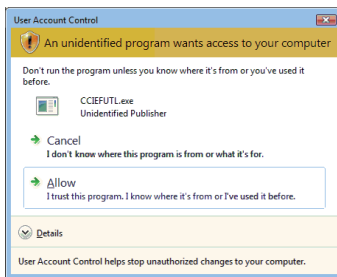 User Account Control
An unidentified program wants access to your computer
Don't run the program unless you know where it's from or you've used it
before.
CCIEFUTL.exe
Unidentified Publisher
Cancel
I don't know where this program is from or what it's for.
Allow
I trust this program. I know where it's from or I've used it before.
Details
User Account Control helps stop unauthorized changes to your computer.